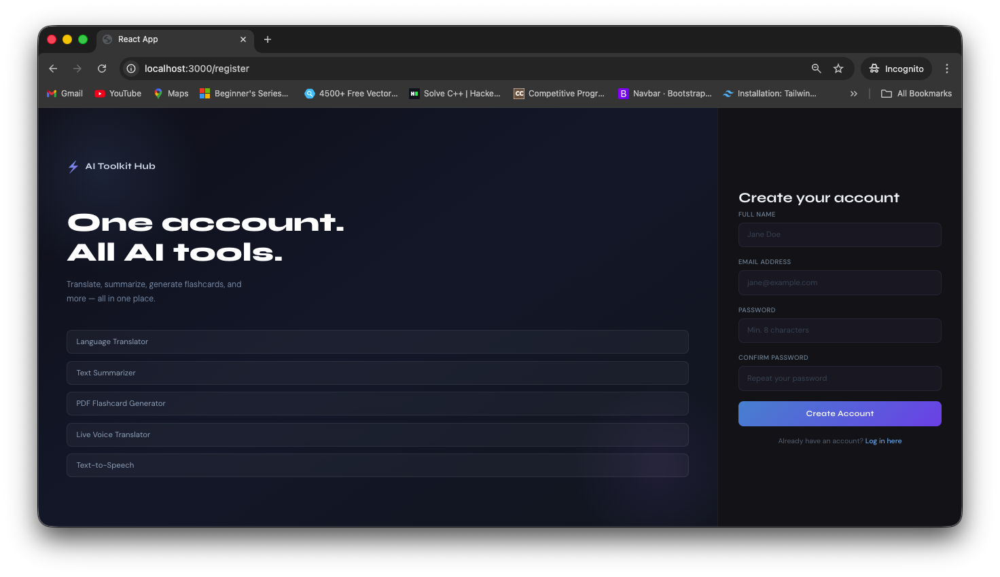 React App
localhost:3000/register
Incognito
Gmail
YouTube
Maps
Beginner's Series...
4500+ Free Vector...
Solve C++ | Hacke...
CC
Competitive Progr...
B
Navbar · Bootstrap...
Installation: Tailwin...
All Bookmarks
AI Toolkit Hub
One account.
All AI tools.
Translate, summarize, generate flashcards, and
more — all in one place.
Language Translator
Text Summarizer
PDF Flashcard Generator
Live Voice Translator
Text-to-Speech
Create your account
FULL NAME
Jane Doe
EMAIL ADDRESS
jane@example.com
PASSWORD
Min. 8 characters
CONFIRM PASSWORD
Repeat your password
Create Account
Already have an account? Log in here